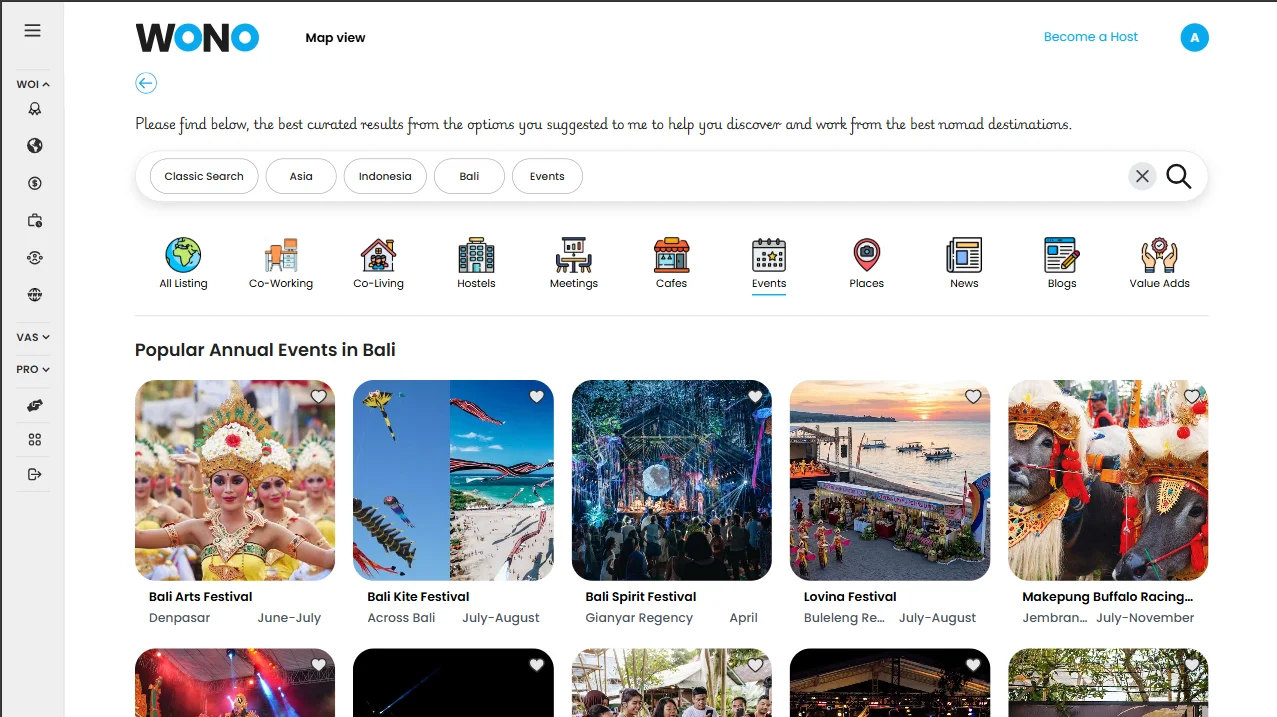 WONO
Map view
Become a Host
A
WOI
Please find below, the best curated results from the options you suggested to me to help you discover and work from the best nomad destinations.
Classic Search
Asia
Indonesia
Bali
Events
All Listing
Co-Working
Co-Living
Hostels
Meetings
Cafes
Events
Places
News
Blogs
Value Adds
VAS
PRO
Popular Annual Events in Bali
Bali Arts Festival
Denpasar June-July
Bali Kite Festival
Across Bali July-August
Bali Spirit Festival
Gianyar Regency April
Lovina Festival
Buleleng Re... July-August
Makepung Buffalo Racing...
Jembran... July-November